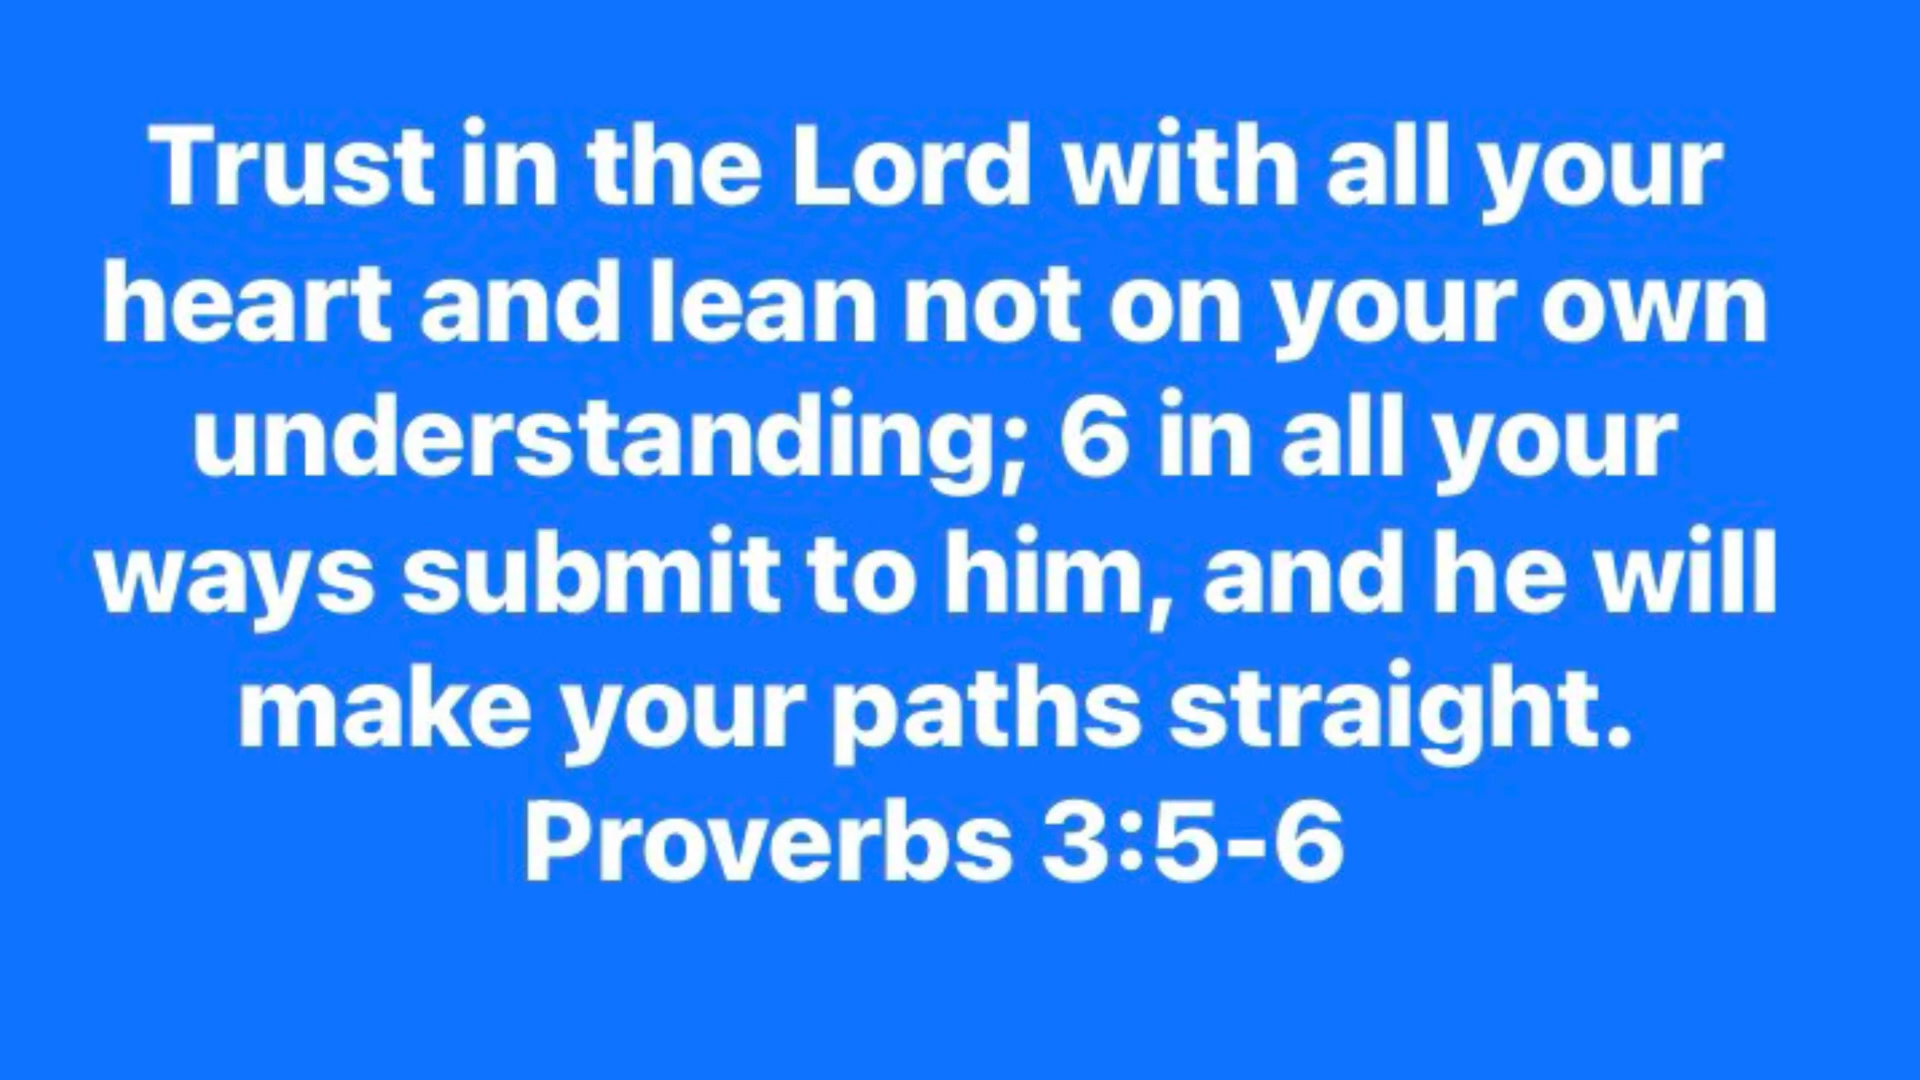 Trust in the Lord with all your
heart and lean not on your own
understanding; 6 in all your
ways submit to him, and he will
make your paths straight.
Proverbs 3:5-6